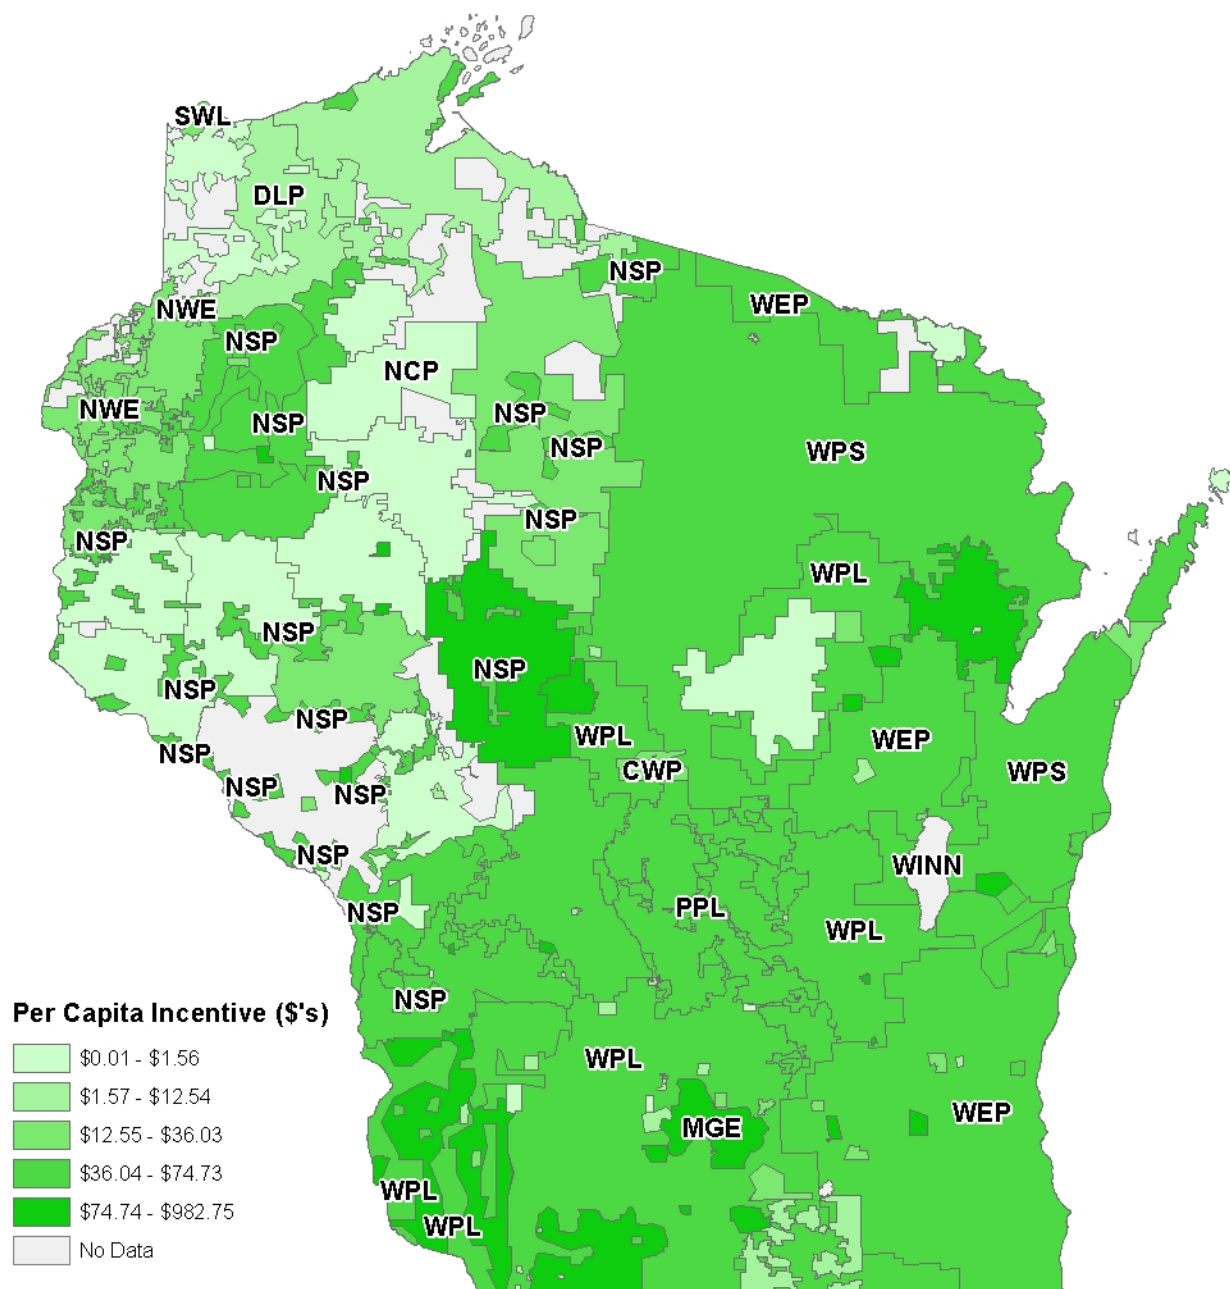 SWL
DLP
NSP
NWE
WEP
NSP
NCP
NWE
NSP
NSP
NSP
WPS
NSP
NSP
NSP
WPL
NSP
NSP
NSP
NSP
NSP
WPL
WEP
CWP
WPS
NSP
NSP
NSP
WINN
NSP
PPL
WPL
NSP
WPL
MGE
WEP
WPL
WPL
Per Capita Incentive ($'s)
$0.01 - $1.56
$1.57 - $12.54
$12.55 - $36.03
$36.04 - $74.73
$74.74 - $982.75
No Data